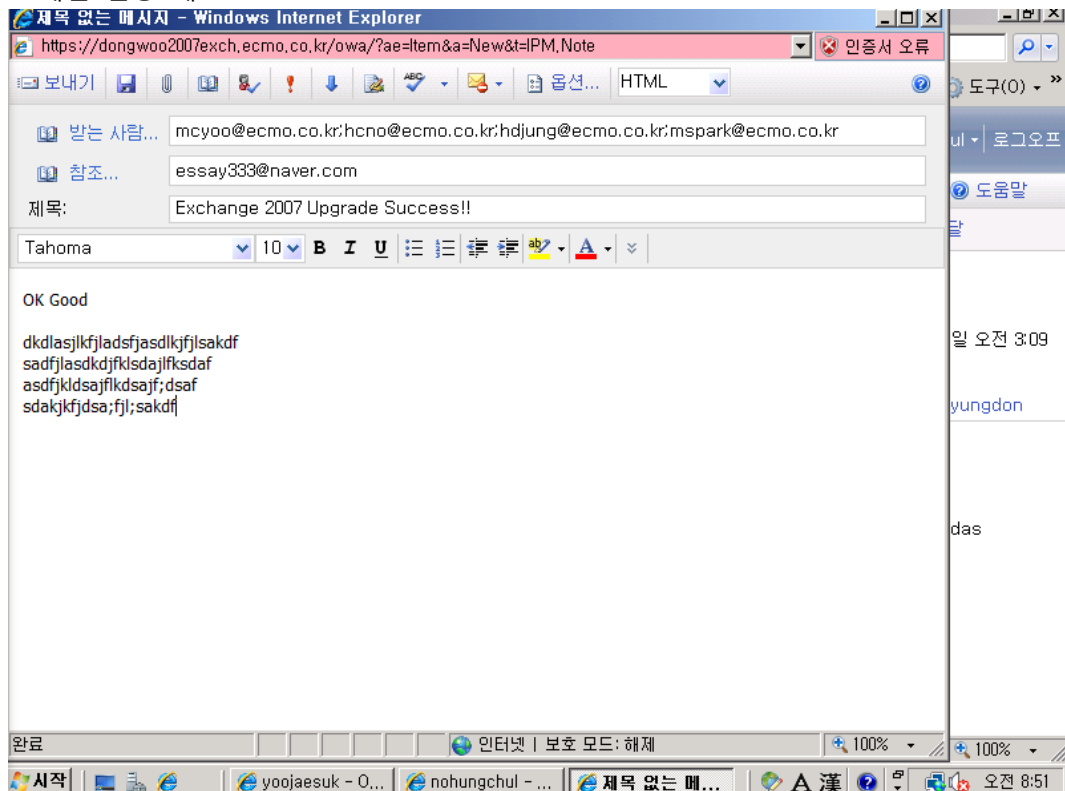 제목 없는 메시지 - Windows Internet Explorer
https://dongwoo2007exch.ecmo.co.kr/owa/?ae=Item&a=New&t=IPM.Note
인증서 오류
보내기
ABC
옵션...
HTML
도구(O)
받는 사람...
mcyoo@ecmo.co.kr;hcno@ecmo.co.kr;hdjung@ecmo.co.kr;mspark@ecmo.co.kr
ul
로그오프
참조...
essay333@naver.com
도움말
제목:
Exchange 2007 Upgrade Success!!
달
Tahoma
10
B I U
ab
A
OK Good
dkdlasjlkfjladsfjasdlkjfjlsakdf
일 오전 3:09
sadfjlasdkdjfklsdajlfksdaf
asdfjkldsajflkdsajf;dsaf
sdakjkfjdsa;fjl;sakdf
yungdon
das
완료
인터넷 | 보호 모드: 해제
100%
100%
시작
yoojaesuk - O...
nohungchul - ...
제목 없는 메...
A 漢
오전 8:51